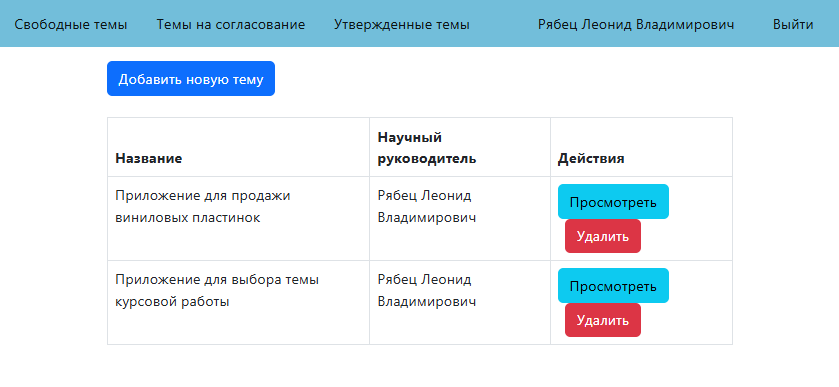 Свободные темы Темы на согласование Утвержденные темы Рябец Леонид Владимирович Выйти
Добавить новую тему
Название Научный руководитель Действия
Приложение для продажи виниловых пластинок
Рябец Леонид Владимирович
Просмотреть
Удалить
Приложение для выбора темы курсовой работы
Рябец Леонид Владимирович
Просмотреть
Удалить